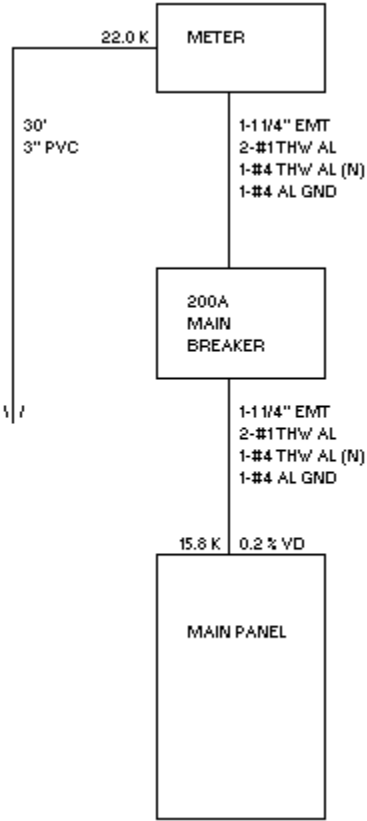 22.0 K
METER
30'
3" PVC
1-1 1/4" EMT
2-#1 THW AL
1-#4 THW AL (N)
1-#4 AL GND
200A
MAIN
BREAKER
1-1 1/4" EMT
2-#1 THW AL
1-#4 THW AL (N)
1-#4 AL GND
15.8 K
0.2 % VD
MAIN PANEL